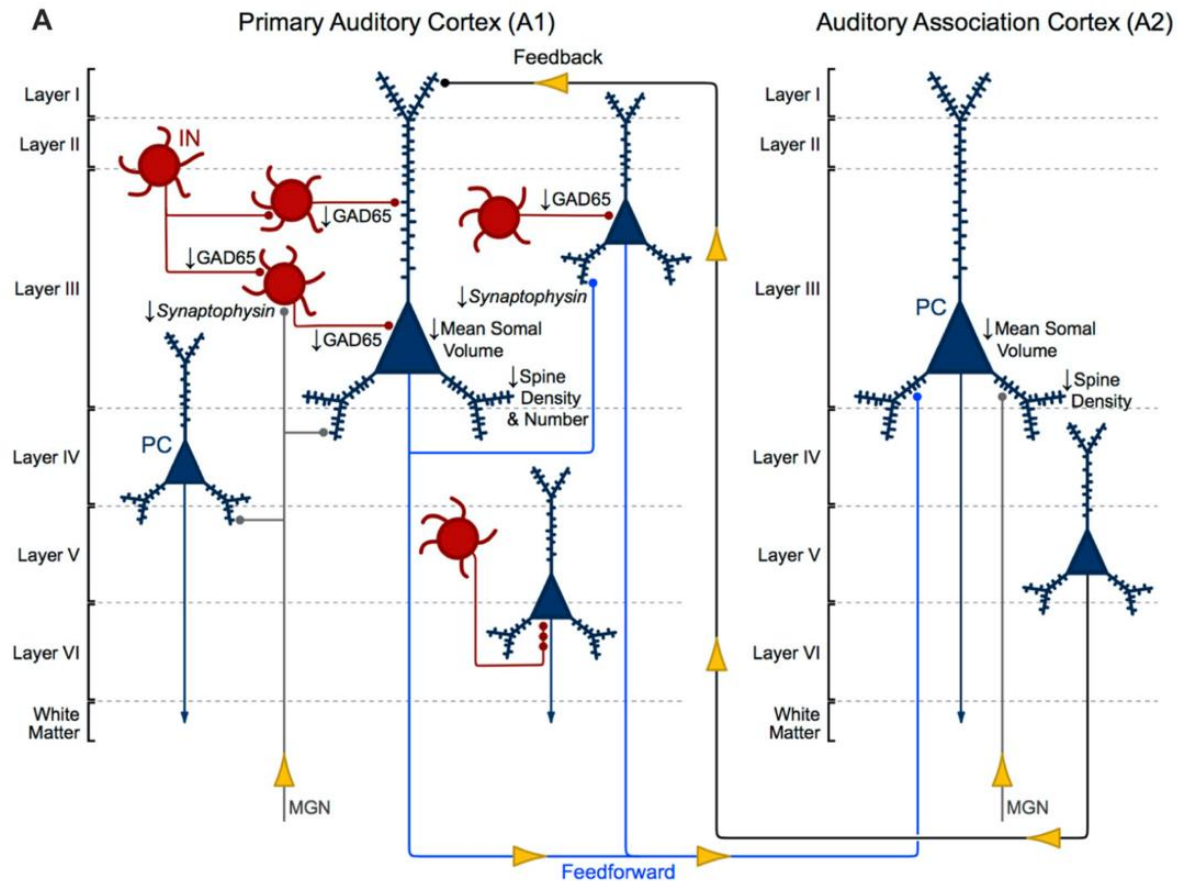 A
Primary Auditory Cortex (A1)
Auditory Association Cortex (A2)
Feedback
Layer I
Layer II
Layer III
Layer IV
Layer V
Layer VI
White
Matter
IN
↓GAD65
↓GAD65
↓GAD65
↓Synaptophysin
↓GAD65
↓Synaptophysin
↓Mean Somal
Volume
↓Spine
Density
& Number
PC
MGN
Layer I
Layer II
Layer III
Layer IV
Layer V
Layer VI
White
Matter
PC
↓Mean Somal
Volume
↓Spine
Density
MGN
Feedforward